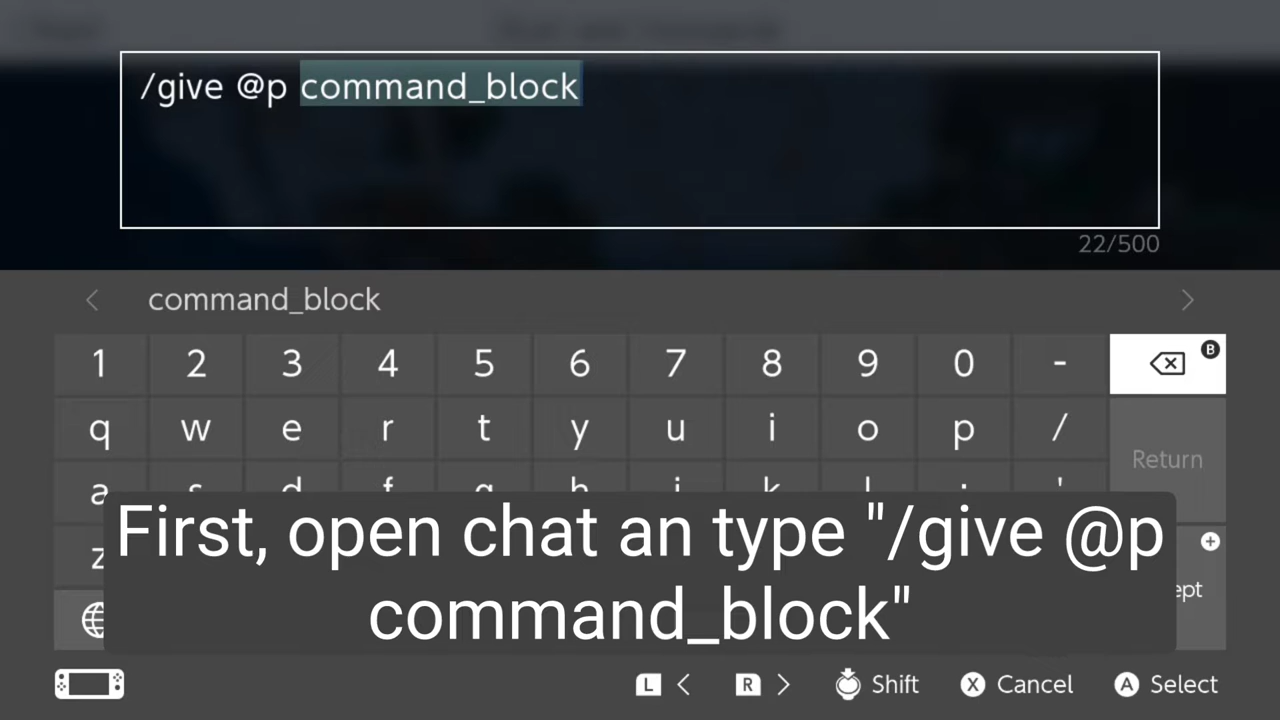 /give @p command_block
22/500
command_block
1 2 3 4 5 6 7 8 9 0 -
B
q w e r t y u i o p /
Return
a s d f g h j k l : '
First, open chat an type "/give @p
command_block"
z
+
ept
L < R > Shift X Cancel A Select